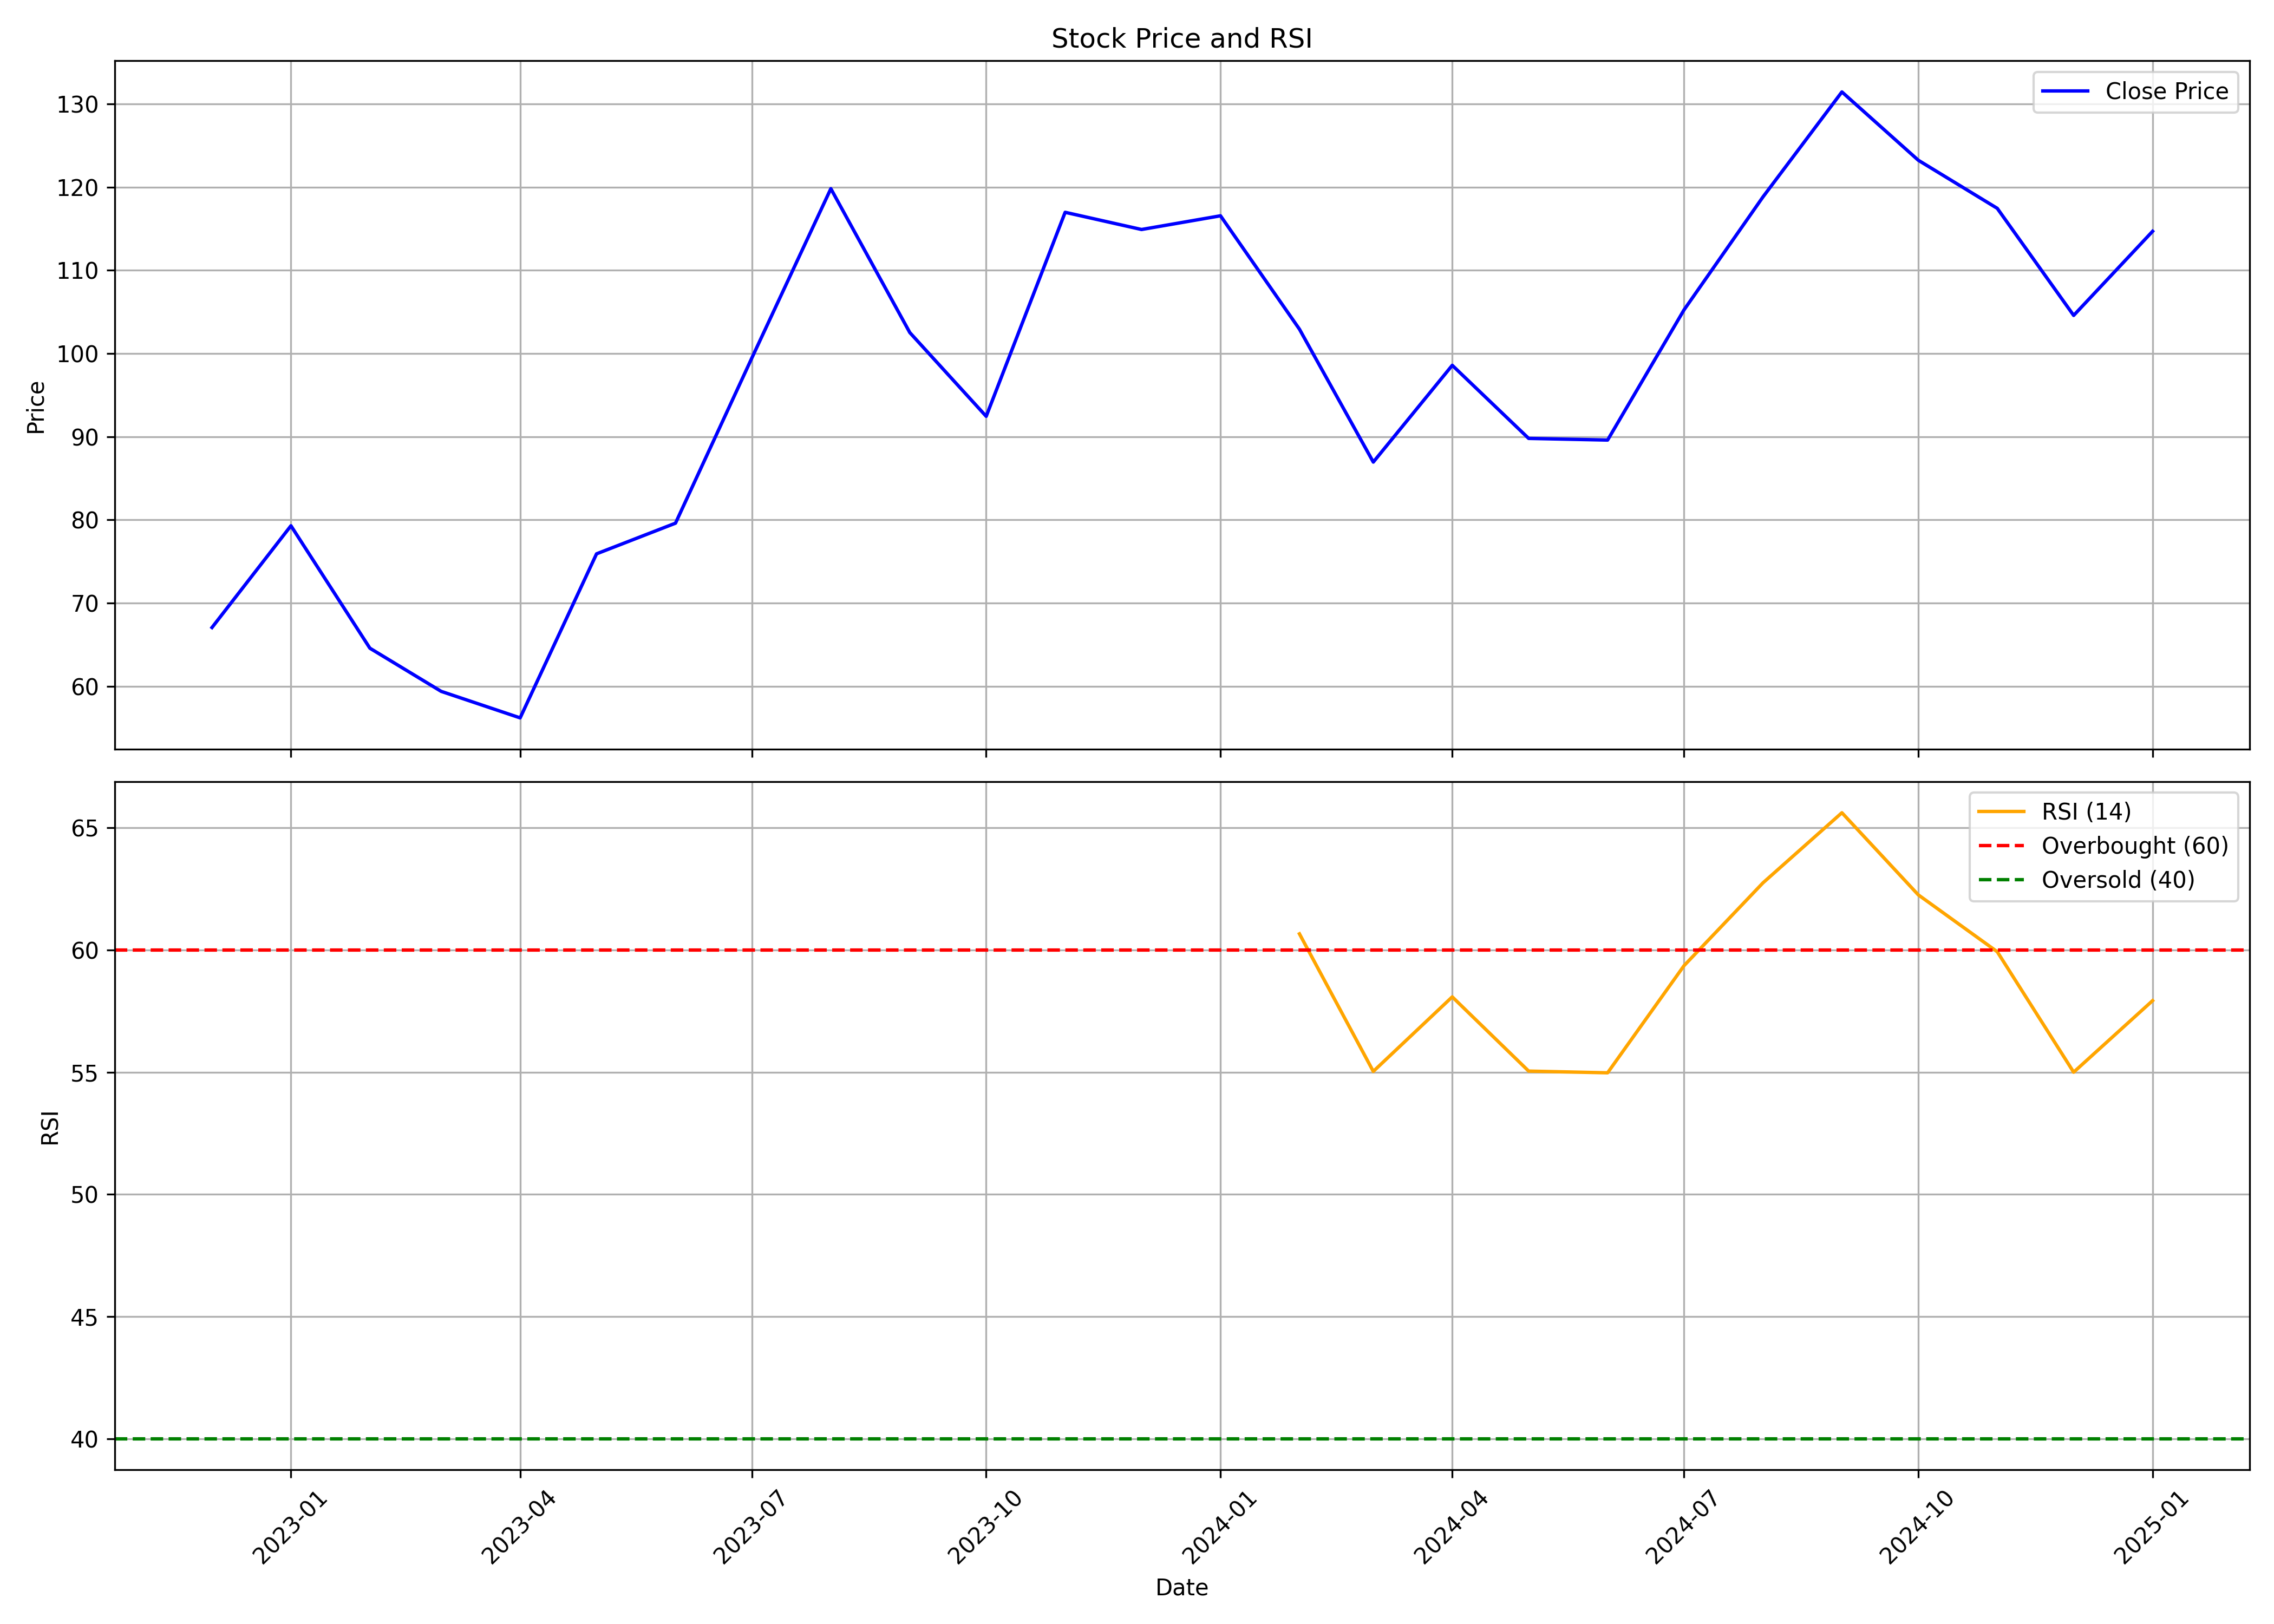 Stock Price and RSI
Close Price
130
120
110
100
90
80
70
60
Price
RSI (14)
Overbought (60)
Oversold (40)
65
60
55
50
45
40
RSI
2023-01
2023-04
2023-07
2023-10
2024-01
2024-04
2024-07
2024-10
2025-01
Date